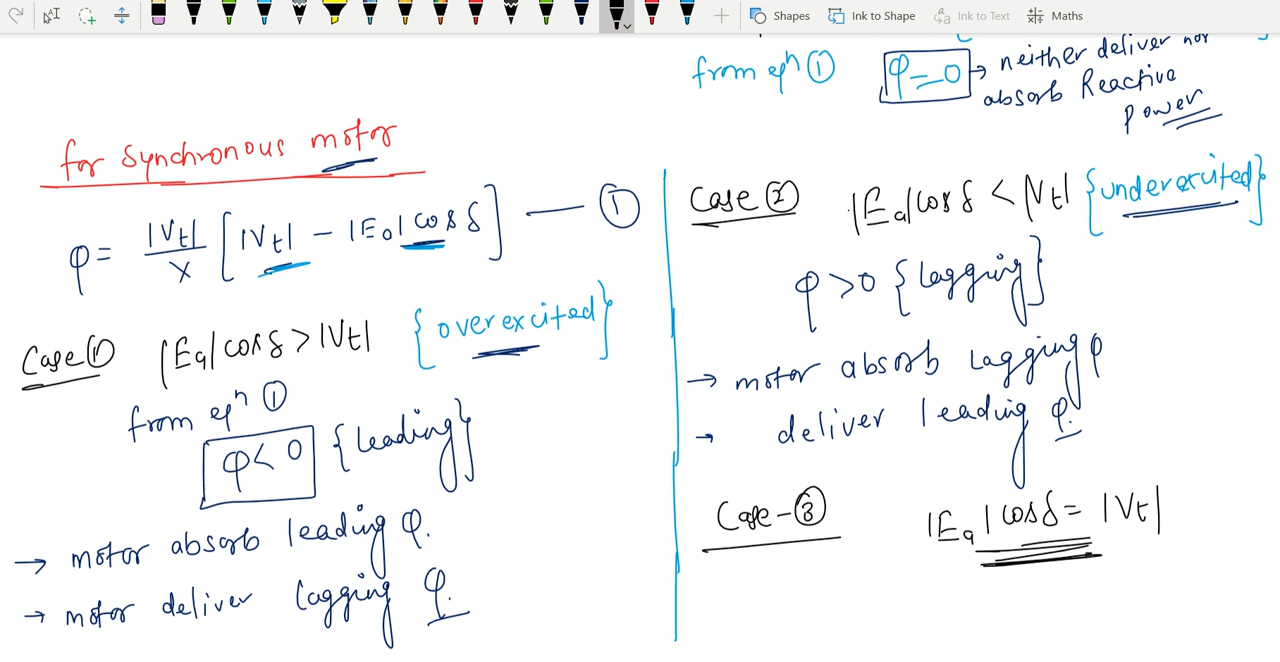 Shapes Ink to Shape Ink to Text Maths
from eqⁿ ① Q=0 → neither deliver nor
absorb Reactive
power
for synchronous motor
Q = |Vt|/X [|Vt| - |Ea| cos δ] — ①
Case ① |Ea| cos δ > |Vt| {overexcited}
from eqⁿ ①
Q < 0 {leading}
→ motor absorb leading Q.
→ motor deliver lagging Q.
Case ② |Ea| cos δ < |Vt| {underexcited}
Q > 0 {lagging}
→ motor absorb lagging Q
→ deliver leading Q.
Case - ③ |Ea| cos δ = |Vt|